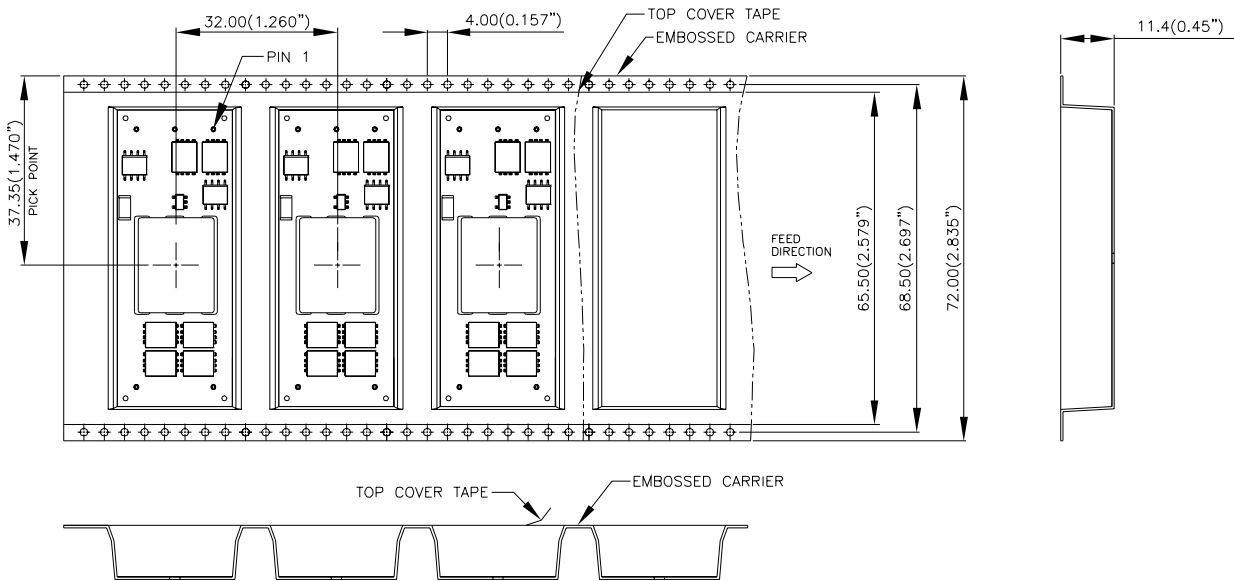 32.00(1.260”)
4.00(0.157”)
TOP COVER TAPE
EMBOSSED CARRIER
11.4(0.45”)
PIN 1
37.35(1.470”)
PICK POINT
FEED
DIRECTION
65.50(2.579”)
68.50(2.697”)
72.00(2.835”)
TOP COVER TAPE
EMBOSSED CARRIER